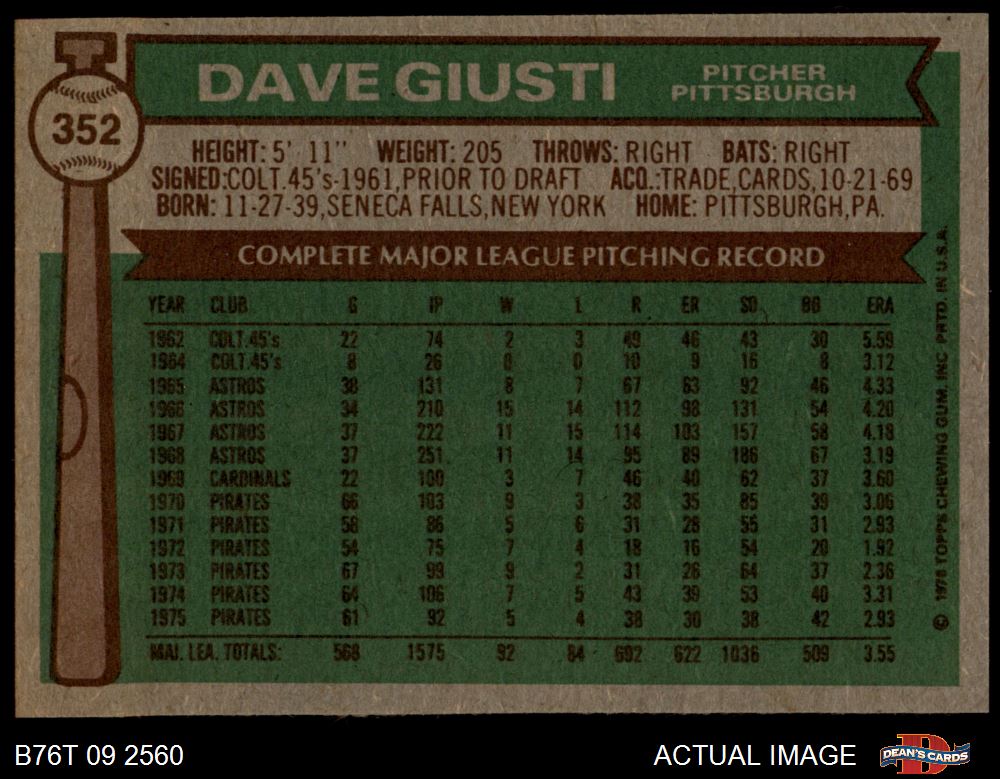 DAVE GIUSTI
PITCHER
PITTSBURGH
352
HEIGHT: 5' 11" WEIGHT: 205 THROWS: RIGHT BATS: RIGHT
SIGNED: COLT.45's-1961, PRIOR TO DRAFT ACQ.: TRADE, CARDS, 10-21-69
BORN: 11-27-39, SENECA FALLS, NEW YORK HOME: PITTSBURGH, PA.
COMPLETE MAJOR LEAGUE PITCHING RECORD
YEAR CLUB G IP W L R ER SO BB ERA
1962 COLT.45's 22 74 2 3 49 46 43 30 5.59
1964 COLT.45's 8 26 0 0 10 9 16 8 3.12
1965 ASTROS 38 131 8 7 67 63 92 46 4.33
1966 ASTROS 34 210 15 14 112 98 131 54 4.20
1967 ASTROS 37 222 11 15 114 103 157 58 4.18
1968 ASTROS 37 251 11 14 95 89 186 67 3.19
1969 CARDINALS 22 100 3 7 46 40 62 37 3.60
1970 PIRATES 66 103 9 3 38 35 85 39 3.06
1971 PIRATES 58 86 5 6 31 28 55 31 2.93
1972 PIRATES 54 75 7 4 18 16 54 20 1.92
1973 PIRATES 67 99 9 2 31 26 64 37 2.36
1974 PIRATES 64 106 7 5 43 39 53 40 3.31
1975 PIRATES 61 92 5 4 38 30 38 42 2.93
MAJ. LEA. TOTALS: 568 1575 92 84 692 622 1036 509 3.55
© 1976 TOPPS CHEWING GUM, INC. PRTD. IN U.S.A.
B76T 09 2560
ACTUAL IMAGE
DEAN'S CARDS